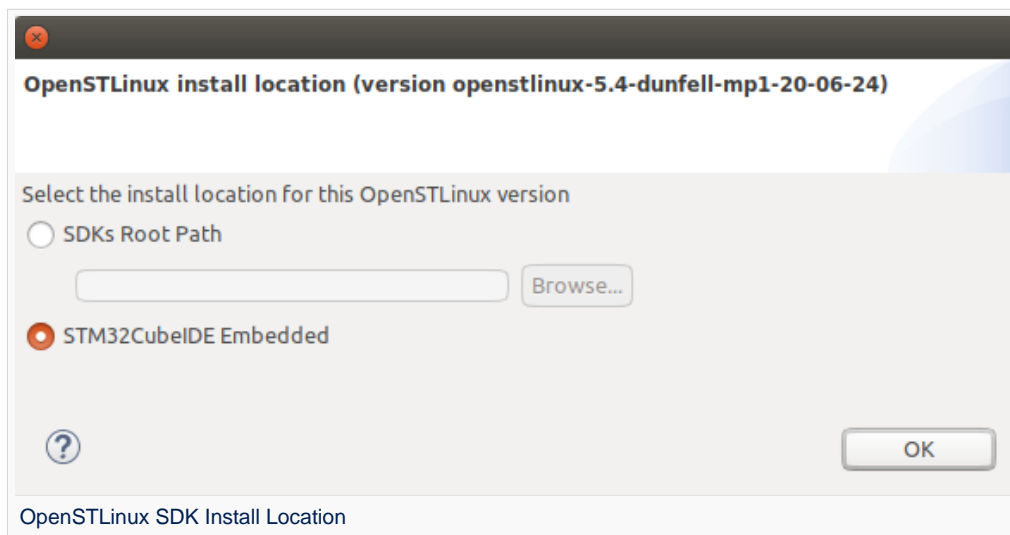 OpenSTLinux install location (version openstlinux-5.4-dunfell-mp1-20-06-24)
Select the install location for this OpenSTLinux version
SDKs Root Path
Browse...
STM32CubeIDE Embedded
?
OK
OpenSTLinux SDK Install Location